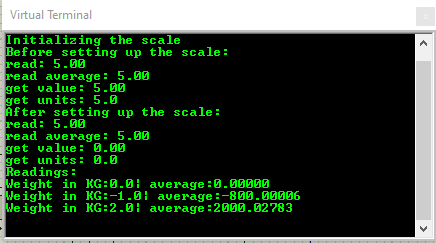 Virtual Terminal
x
Initializing the scale
Before setting up the scale:
read: 5.00
read average: 5.00
get value: 5.00
get units: 5.0
After setting up the scale:
read: 5.00
read average: 5.00
get value: 0.00
get units: 0.0
Readings:
Weight in KG:0.0| average:0.00000
Weight in KG:-1.0| average:-800.00006
Weight in KG:2.0| average:2000.02783